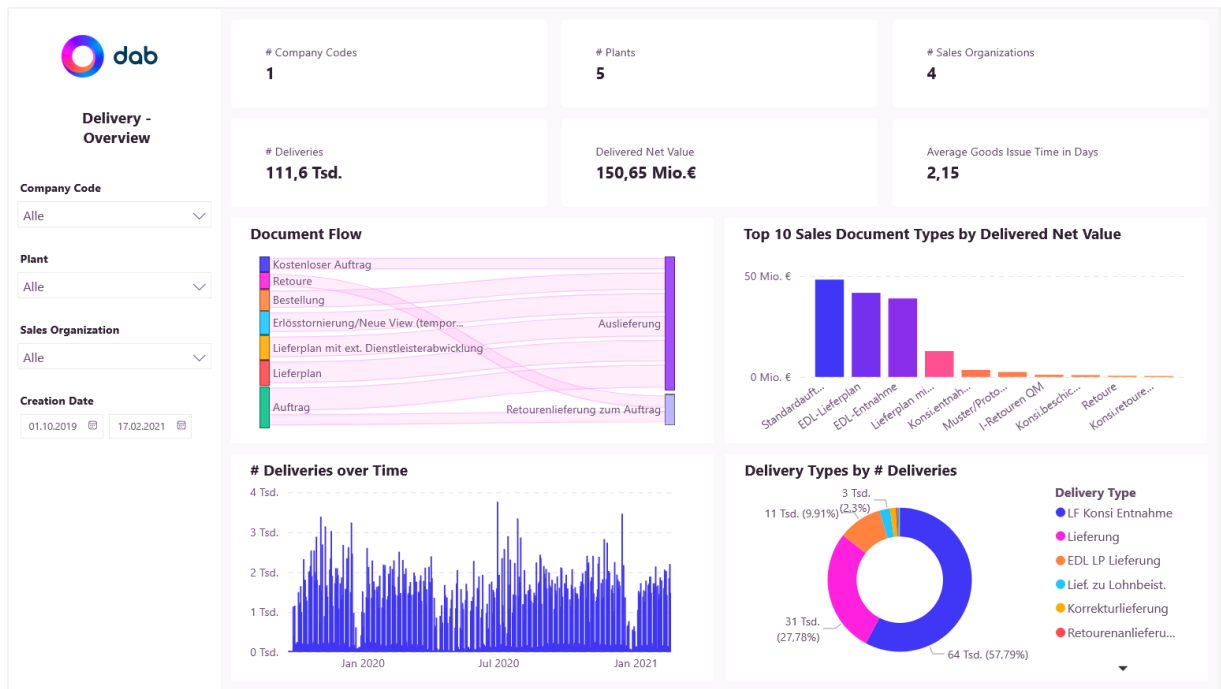 dab
Delivery -
Overview
Company Code
Alle
Plant
Alle
Sales Organization
Alle
Creation Date
01.10.2019
17.02.2021
# Company Codes
1
# Plants
5
# Sales Organizations
4
# Deliveries
111,6 Tsd.
Delivered Net Value
150,65 Mio.€
Average Goods Issue Time in Days
2,15
Document Flow
Kostenloser Auftrag
Retoure
Bestellung
Erlösstornierung/Neue View (tempor...
Lieferplan mit ext. Dienstleisterabwicklung
Lieferplan
Auftrag
Auslieferung
Retourenlieferung zum Auftrag
Top 10 Sales Document Types by Delivered Net Value
50 Mio. €
0 Mio. €
Standardauft...
EDL-Lieferplan
EDL-Entnahme
Lieferplan mi...
Konsi.entnah...
Muster/Proto...
I-Retouren QM
Konsi.beschic...
Retoure
Konsi.retoure...
# Deliveries over Time
4 Tsd.
3 Tsd.
2 Tsd.
1 Tsd.
0 Tsd.
Jan 2020
Jul 2020
Jan 2021
Delivery Types by # Deliveries
3 Tsd.
(2,3%)
11 Tsd. (9,91%)
31 Tsd.
(27,78%)
64 Tsd. (57,79%)
Delivery Type
LF Konsi Entnahme
Lieferung
EDL LP Lieferung
Lief. zu Lohnbeist.
Korrekturlieferung
Retourenanlieferu...